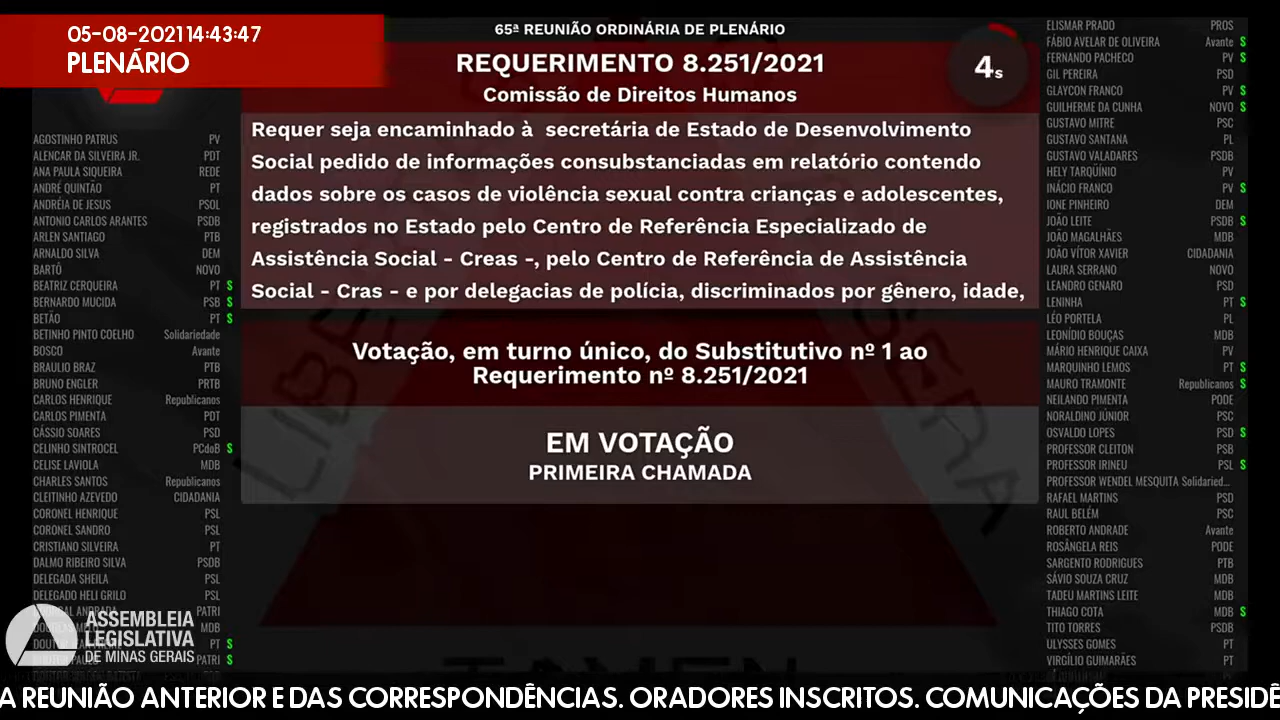 05-08-2021 14:43:47
PLENÁRIO
65ª REUNIÃO ORDINÁRIA DE PLENÁRIO
REQUERIMENTO 8.251/2021
Comissão de Direitos Humanos
4s
Requer seja encaminhado à secretária de Estado de Desenvolvimento
Social pedido de informações consubstanciadas em relatório contendo
dados sobre os casos de violência sexual contra crianças e adolescentes,
registrados no Estado pelo Centro de Referência Especializado de
Assistência Social - Creas -, pelo Centro de Referência de Assistência
Social - Cras - e por delegacias de polícia, discriminados por gênero, idade,
Votação, em turno único, do Substitutivo nº 1 ao
Requerimento nº 8.251/2021
EM VOTAÇÃO
PRIMEIRA CHAMADA
AGOSTINHO PATRUS PV
ALENCAR DA SILVEIRA JR. PDT
ANA PAULA SIQUEIRA REDE
ANDRÉ QUINTÃO PT
ANDRÉIA DE JESUS PSOL
ANTONIO CARLOS ARANTES PSDB
ARLEN SANTIAGO PTB
ARNALDO SILVA DEM
BARTÔ NOVO
BEATRIZ CERQUEIRA PT S
BERNARDO MUCIDA PSB S
BETÃO PT S
BETINHO PINTO COELHO Solidariedade
BOSCO Avante
BRAULIO BRAZ PTB
BRUNO ENGLER PRTB
CARLOS HENRIQUE Republicanos
CARLOS PIMENTA PDT
CÁSSIO SOARES PSD
CELINHO SINTROCEL PCdoB S
CELISE LAVIOLA MDB
CHARLES SANTOS Republicanos
CLEITINHO AZEVEDO CIDADANIA
CORONEL HENRIQUE PSL
CORONEL SANDRO PSL
CRISTIANO SILVEIRA PT
DALMO RIBEIRO SILVA PSDB
DELEGADA SHEILA PSL
DELEGADO HELI GRILO PSL
PATRI
MDB
PT S
PATRI S
ELISMAR PRADO PROS
FÁBIO AVELAR DE OLIVEIRA Avante S
FERNANDO PACHECO PV S
GIL PEREIRA PSD
GLAYCON FRANCO PV S
GUILHERME DA CUNHA NOVO S
GUSTAVO MITRE PSC
GUSTAVO SANTANA PL
GUSTAVO VALADARES PSDB
HELY TARQÜÍNIO PV
INÁCIO FRANCO PV S
IONE PINHEIRO DEM
JOÃO LEITE PSDB S
JOÃO MAGALHÃES MDB
JOÃO VÍTOR XAVIER CIDADANIA
LAURA SERRANO NOVO
LEANDRO GENARO PSD
LENINHA PT S
LÉO PORTELA PL
LEONÍDIO BOUÇAS MDB
MÁRIO HENRIQUE CAIXA PV
MARQUINHO LEMOS PT S
MAURO TRAMONTE Republicanos S
NEILANDO PIMENTA PODE
NORALDINO JÚNIOR PSC
OSVALDO LOPES PSD S
PROFESSOR CLEITON PSB
PROFESSOR IRINEU PSL S
PROFESSOR WENDEL MESQUITA Solidaried...
RAFAEL MARTINS PSD
RAUL BELÉM PSC
ROBERTO ANDRADE Avante
ROSÂNGELA REIS PODE
SARGENTO RODRIGUES PTB
SÁVIO SOUZA CRUZ MDB
TADEU MARTINS LEITE MDB
THIAGO COTA MDB S
TITO TORRES PSDB
ULYSSES GOMES PT
VIRGÍLIO GUIMARÃES PT
ASSEMBLEIA
LEGISLATIVA
DE MINAS GERAIS
A REUNIÃO ANTERIOR E DAS CORRESPONDÊNCIAS. ORADORES INSCRITOS. COMUNICAÇÕES DA PRESIDÊ